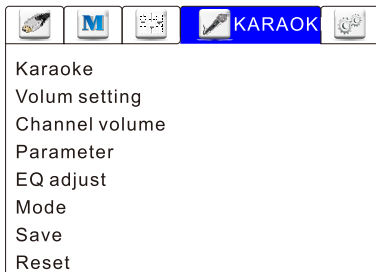 M KARAOK
Karaoke
Volum setting
Channel volume
Parameter
EQ adjust
Mode
Save
Reset